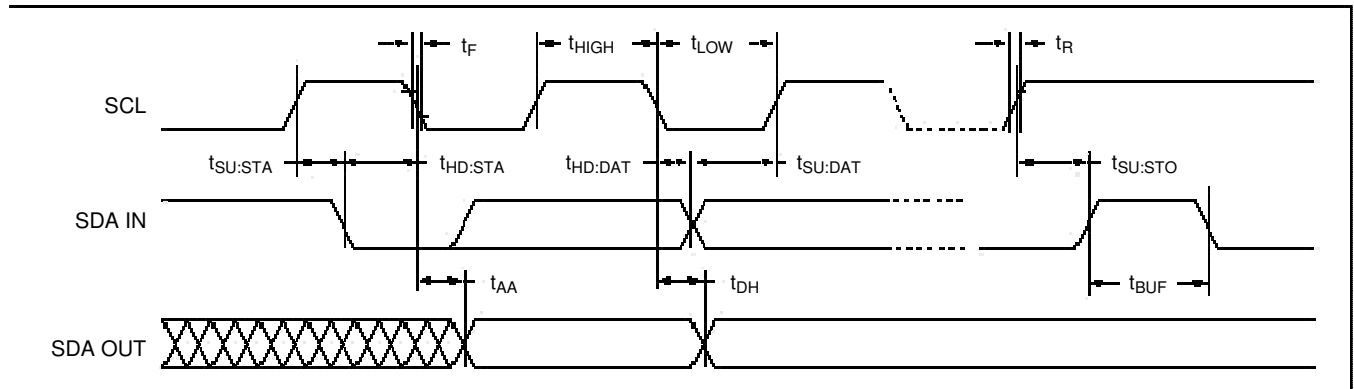 tF
tHIGH
tLOW
tR
SCL
tSU:STA
tHD:STA
tHD:DAT
tSU:DAT
tSU:STO
SDA IN
tAA
tDH
tBUF
SDA OUT